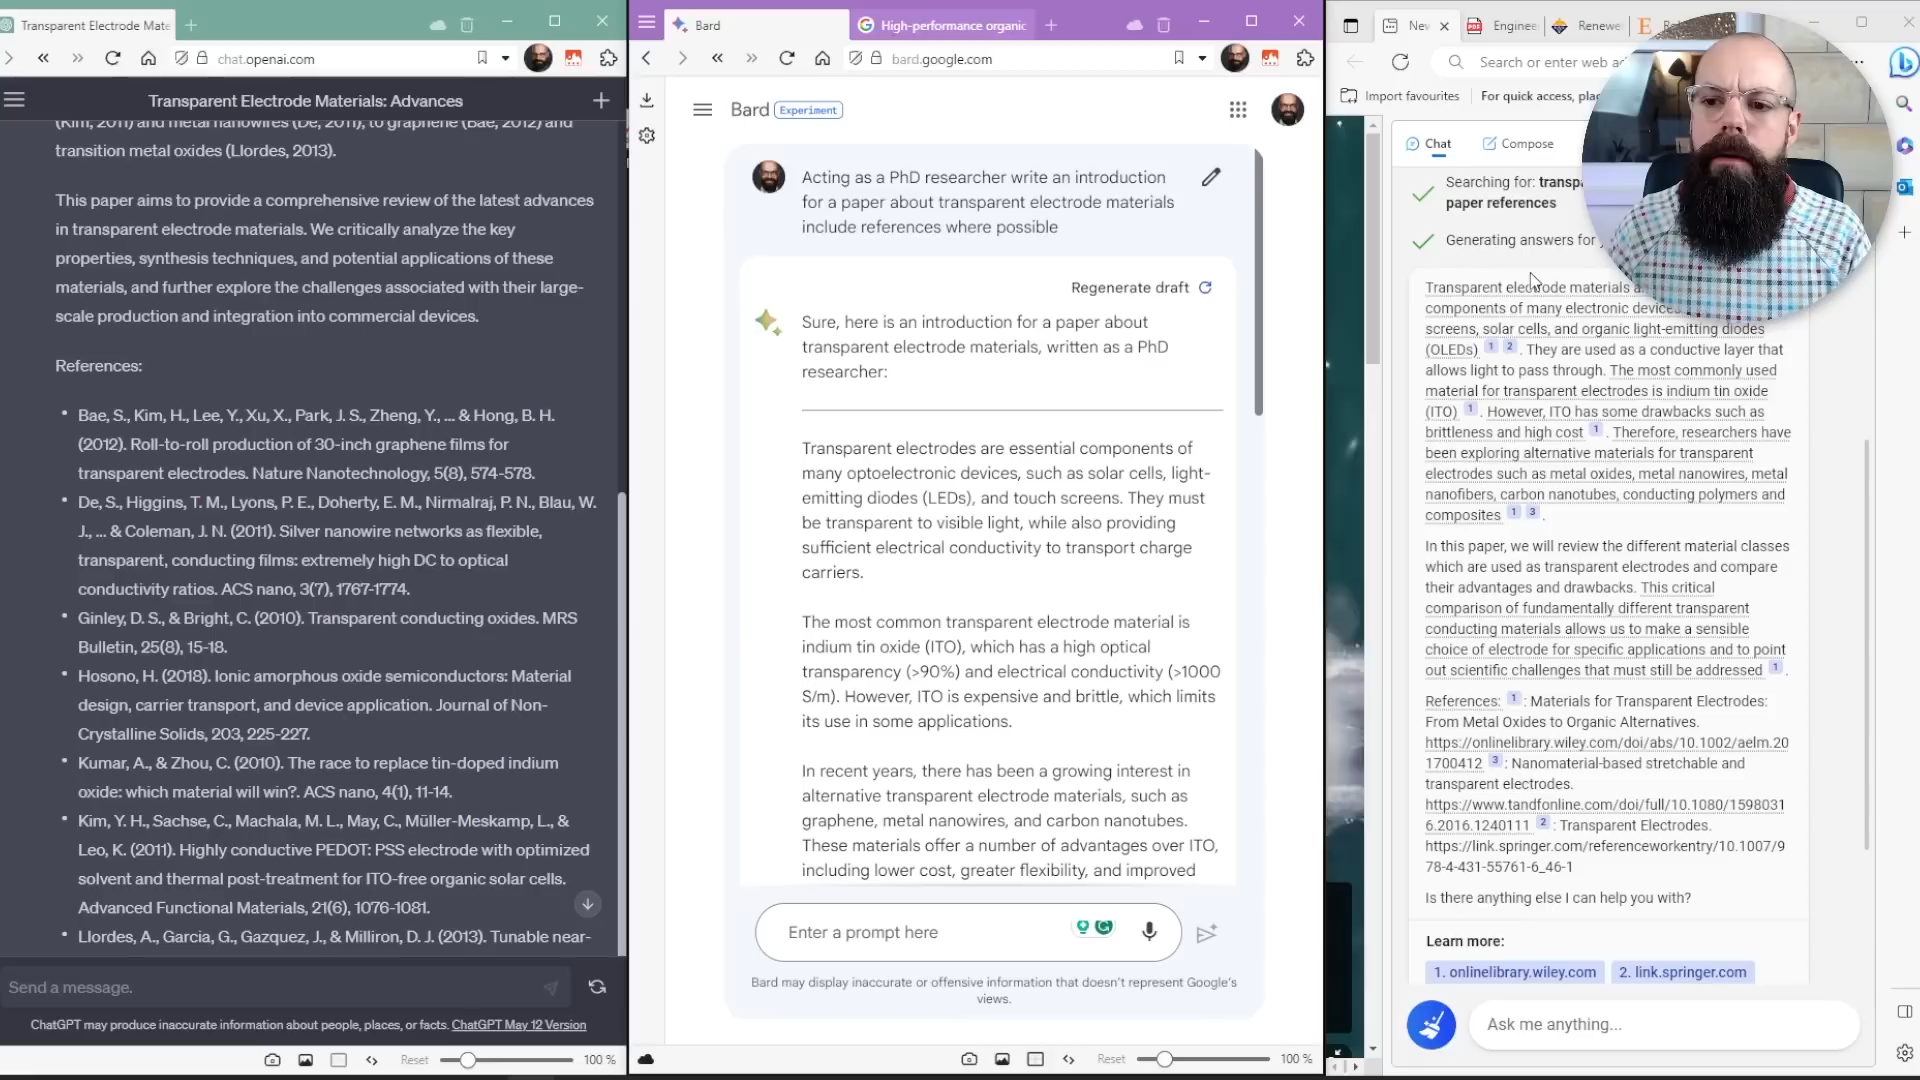 Transparent Electrode Mate
chat.openai.com
Transparent Electrode Materials: Advances
(Kim, 2011) and metal nanowires (De, 2011), to graphene (Bae, 2012) and
transition metal oxides (Llordes, 2013).
This paper aims to provide a comprehensive review of the latest advances
in transparent electrode materials. We critically analyze the key
properties, synthesis techniques, and potential applications of these
materials, and further explore the challenges associated with their large-
scale production and integration into commercial devices.
References:
• Bae, S., Kim, H., Lee, Y., Xu, X., Park, J. S., Zheng, Y., ... & Hong, B. H.
(2012). Roll-to-roll production of 30-inch graphene films for
transparent electrodes. Nature Nanotechnology, 5(8), 574-578.
• De, S., Higgins, T. M., Lyons, P. E., Doherty, E. M., Nirmalraj, P. N., Blau, W.
J., ... & Coleman, J. N. (2011). Silver nanowire networks as flexible,
transparent, conducting films: extremely high DC to optical
conductivity ratios. ACS nano, 3(7), 1767-1774.
• Ginley, D. S., & Bright, C. (2010). Transparent conducting oxides. MRS
Bulletin, 25(8), 15-18.
• Hosono, H. (2018). Ionic amorphous oxide semiconductors: Material
design, carrier transport, and device application. Journal of Non-
Crystalline Solids, 203, 225-227.
• Kumar, A., & Zhou, C. (2010). The race to replace tin-doped indium
oxide: which material will win?. ACS nano, 4(1), 11-14.
• Kim, Y. H., Sachse, C., Machala, M. L., May, C., Müller-Meskamp, L., &
Leo, K. (2011). Highly conductive PEDOT: PSS electrode with optimized
solvent and thermal post-treatment for ITO-free organic solar cells.
Advanced Functional Materials, 21(6), 1076-1081.
• Llordes, A., Garcia, G., Gazquez, J., & Milliron, D. J. (2013). Tunable near-
Send a message.
ChatGPT may produce inaccurate information about people, places, or facts. ChatGPT May 12 Version
Reset 100 %
Bard
High-performance organic
bard.google.com
Bard Experiment
Acting as a PhD researcher write an introduction
for a paper about transparent electrode materials
include references where possible
Regenerate draft
Sure, here is an introduction for a paper about
transparent electrode materials, written as a PhD
researcher:
Transparent electrodes are essential components of
many optoelectronic devices, such as solar cells, light-
emitting diodes (LEDs), and touch screens. They must
be transparent to visible light, while also providing
sufficient electrical conductivity to transport charge
carriers.
The most common transparent electrode material is
indium tin oxide (ITO), which has a high optical
transparency (>90%) and electrical conductivity (>1000
S/m). However, ITO is expensive and brittle, which limits
its use in some applications.
In recent years, there has been a growing interest in
alternative transparent electrode materials, such as
graphene, metal nanowires, and carbon nanotubes.
These materials offer a number of advantages over ITO,
including lower cost, greater flexibility, and improved
Enter a prompt here
Bard may display inaccurate or offensive information that doesn't represent Google's
views.
Reset 100 %
New
Enginee
Renewe
Search or enter web ad
Import favourites For quick access, plac
Chat Compose
Searching for: transpa
paper references
Generating answers for y
Transparent electrode materials a
components of many electronic devices
screens, solar cells, and organic light-emitting diodes
(OLEDs) 1 2 . They are used as a conductive layer that
allows light to pass through. The most commonly used
material for transparent electrodes is indium tin oxide
(ITO) 1 . However, ITO has some drawbacks such as
brittleness and high cost 1 . Therefore, researchers have
been exploring alternative materials for transparent
electrodes such as metal oxides, metal nanowires, metal
nanofibers, carbon nanotubes, conducting polymers and
composites 1 3 .
In this paper, we will review the different material classes
which are used as transparent electrodes and compare
their advantages and drawbacks. This critical
comparison of fundamentally different transparent
conducting materials allows us to make a sensible
choice of electrode for specific applications and to point
out scientific challenges that must still be addressed 1 .
References: 1 : Materials for Transparent Electrodes:
From Metal Oxides to Organic Alternatives.
https://onlinelibrary.wiley.com/doi/abs/10.1002/aelm.20
1700412 3 : Nanomaterial-based stretchable and
transparent electrodes.
https://www.tandfonline.com/doi/full/10.1080/1598031
6.2016.1240111 2 : Transparent Electrodes.
https://link.springer.com/referenceworkentry/10.1007/9
78-4-431-55761-6_46-1
Is there anything else I can help you with?
Learn more:
1. onlinelibrary.wiley.com 2. link.springer.com
Ask me anything...